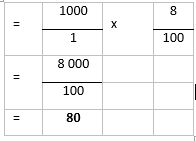 = 1000 x 8
1 100
= 8 000
100
= 80